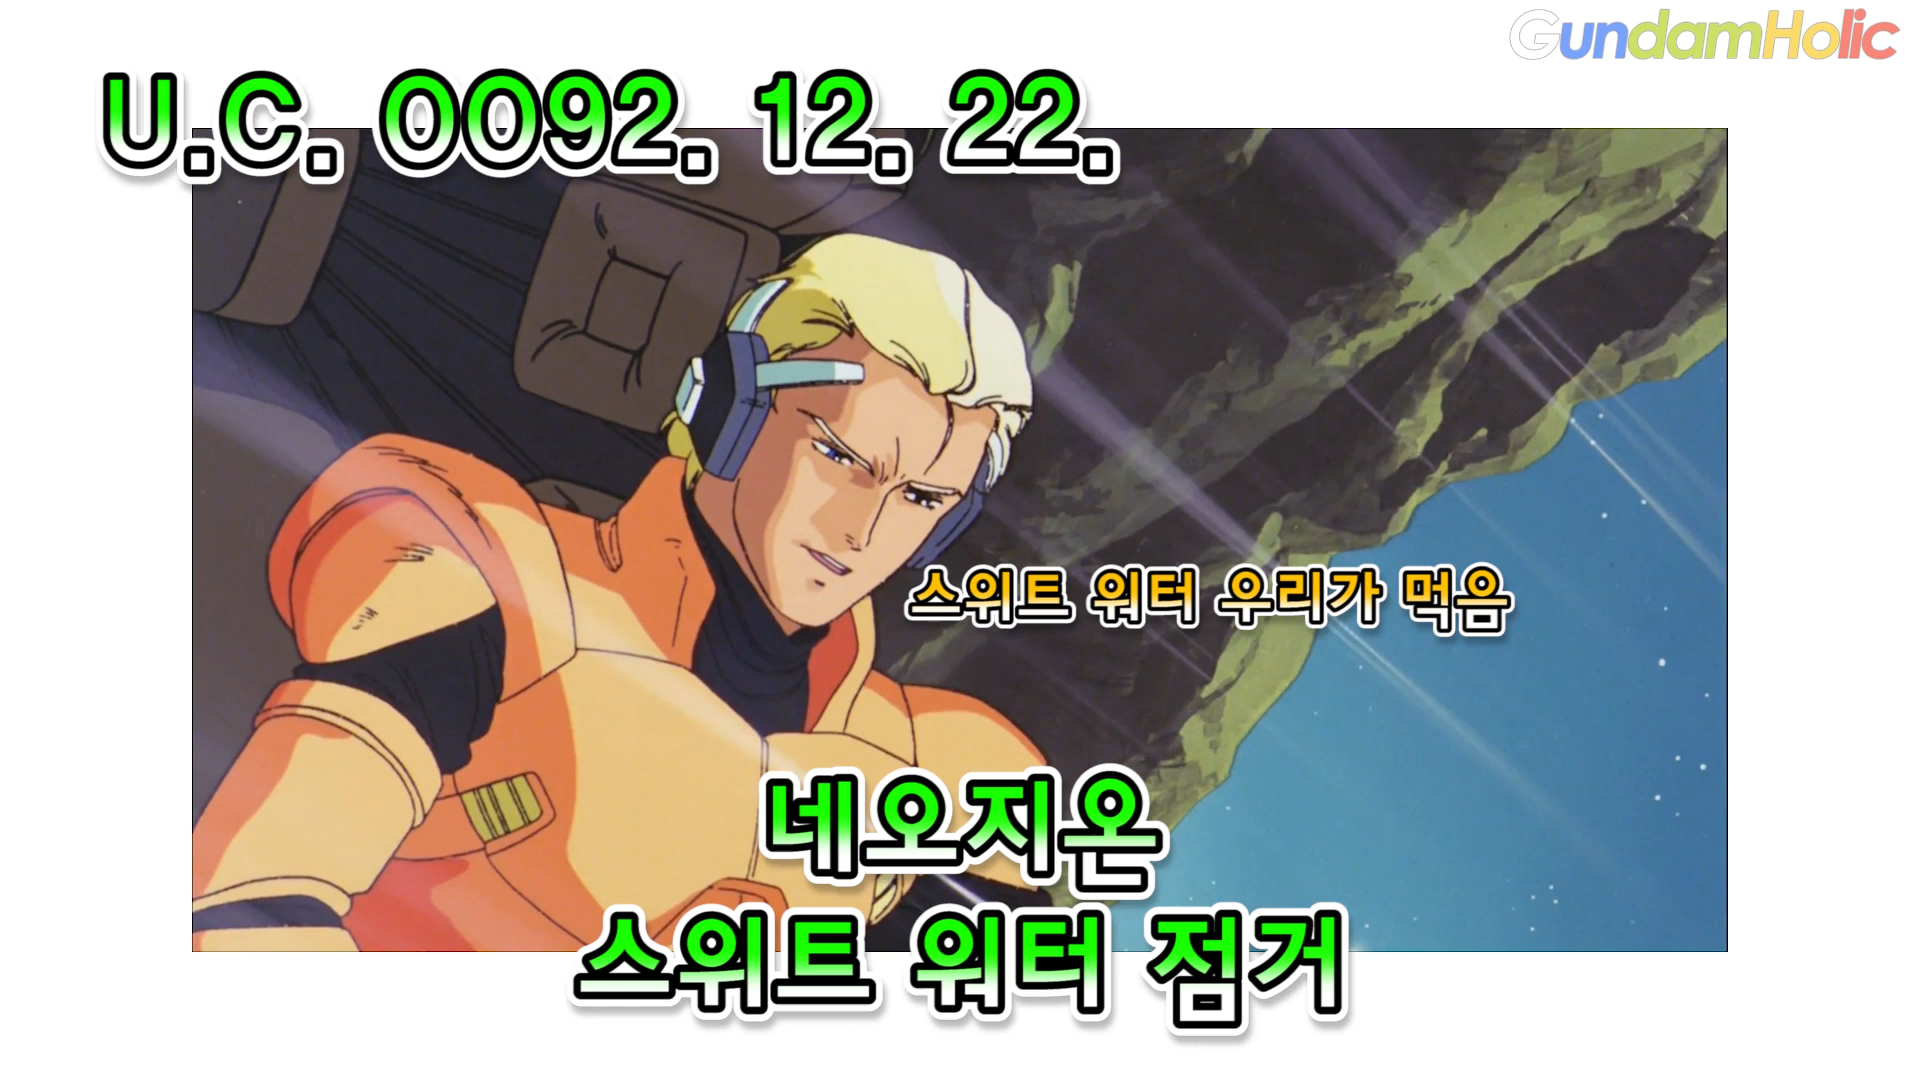 GundamHolic
U.C. 0092. 12. 22.
스위트 워터 우리가 먹음
네오지온
스위트 워터 점거